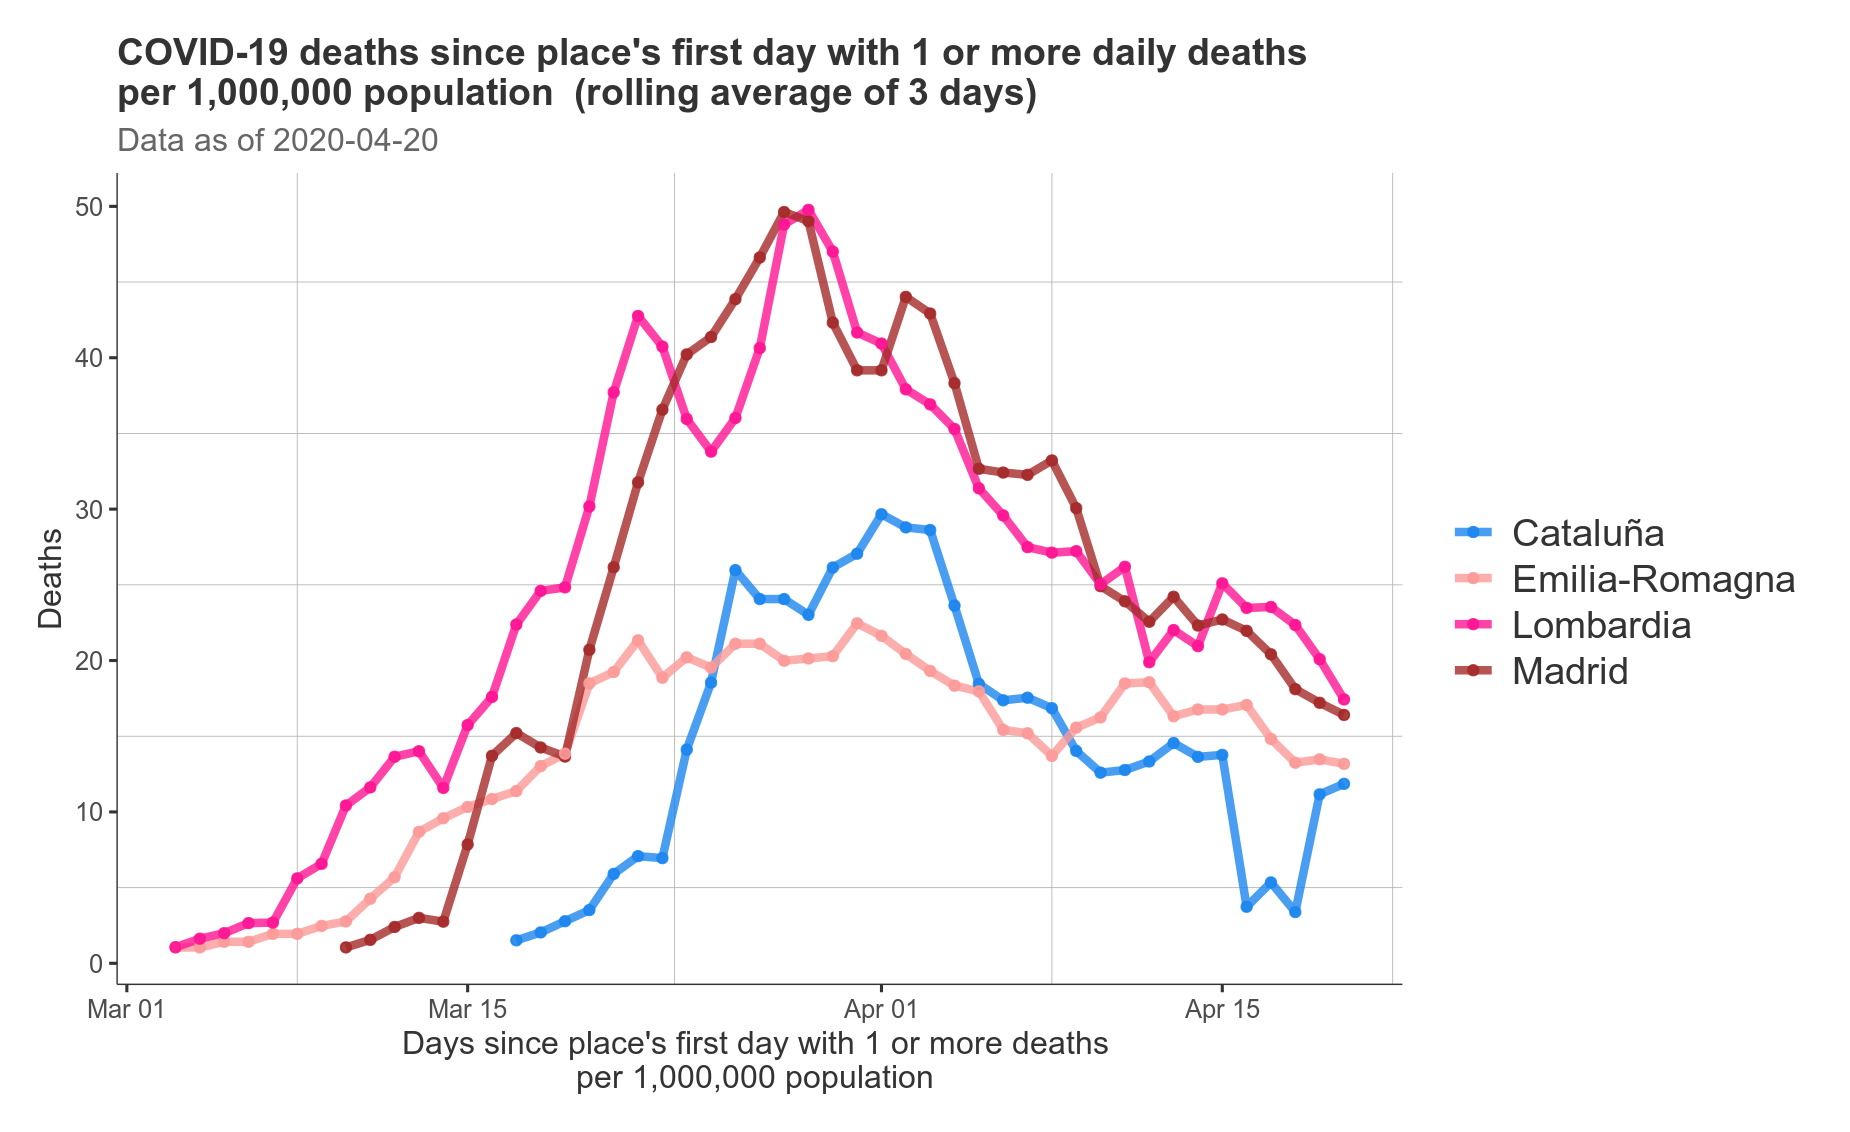 COVID-19 deaths since place's first day with 1 or more daily deaths
per 1,000,000 population  (rolling average of 3 days)
Data as of 2020-04-20
50
40
30
20
10
0
Deaths
Mar 01
Mar 15
Apr 01
Apr 15
Days since place's first day with 1 or more deaths
per 1,000,000 population
Cataluña
Emilia-Romagna
Lombardia
Madrid